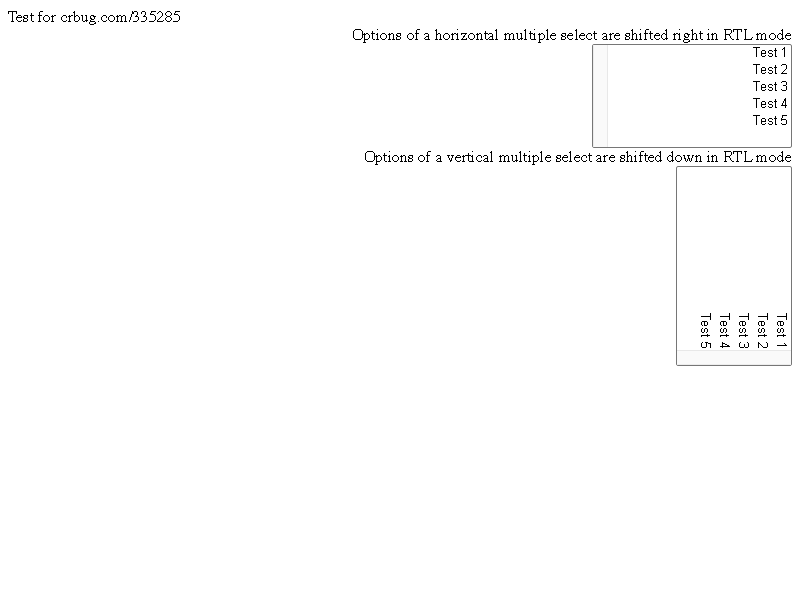 Test for crbug.com/335285
Options of a horizontal multiple select are shifted right in RTL mode
Test 1
Test 2
Test 3
Test 4
Test 5
Options of a vertical multiple select are shifted down in RTL mode
Test 1
Test 2
Test 3
Test 4
Test 5